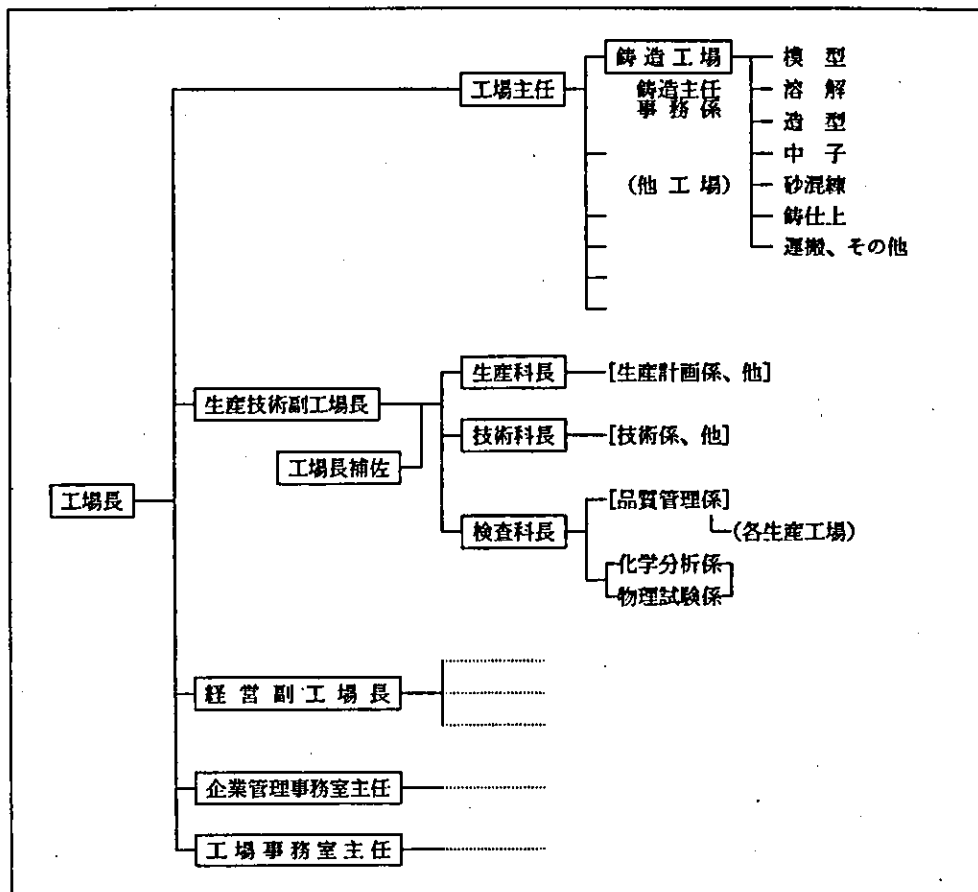 鋳造工場
模型
工場主任
鋳造主任
溶解
事務係
造型
中子
(他工場)
砂混練
鋳仕上
運搬、その他
生産科長
[生産計画係、他]
生産技術副工場長
技術科長
[技術係、他]
工場長補佐
工場長
[品質管理係]
検査科長
(各生産工場)
化学分析係
物理試験係
経営副工場長
企業管理事務室主任
工場事務室主任